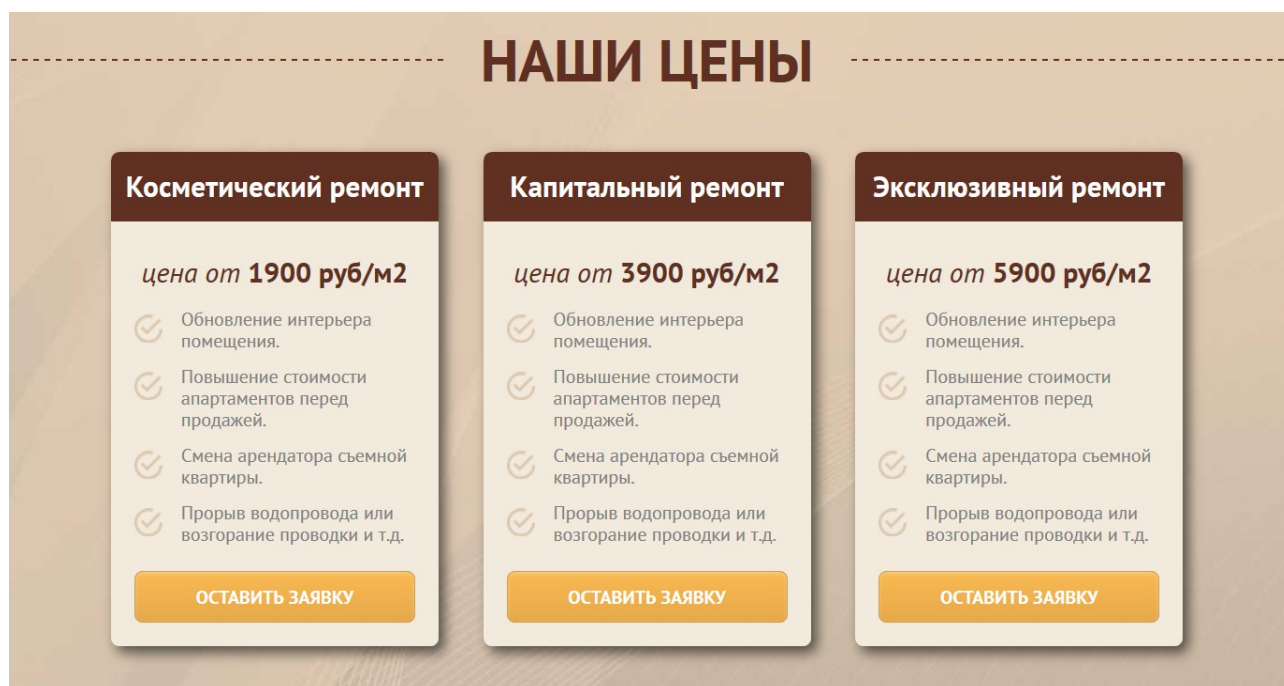 НАШИ ЦЕНЫ
Косметический ремонт
цена от 1900 руб/м2
Обновление интерьера
помещения.
Повышение стоимости
апартаментов перед
продажей.
Смена арендатора съемной
квартиры.
Прорыв водопровода или
возгорание проводки и т.д.
ОСТАВИТЬ ЗАЯВКУ
Капитальный ремонт
цена от 3900 руб/м2
Обновление интерьера
помещения.
Повышение стоимости
апартаментов перед
продажей.
Смена арендатора съемной
квартиры.
Прорыв водопровода или
возгорание проводки и т.д.
ОСТАВИТЬ ЗАЯВКУ
Эксклюзивный ремонт
цена от 5900 руб/м2
Обновление интерьера
помещения.
Повышение стоимости
апартаментов перед
продажей.
Смена арендатора съемной
квартиры.
Прорыв водопровода или
возгорание проводки и т.д.
ОСТАВИТЬ ЗАЯВКУ